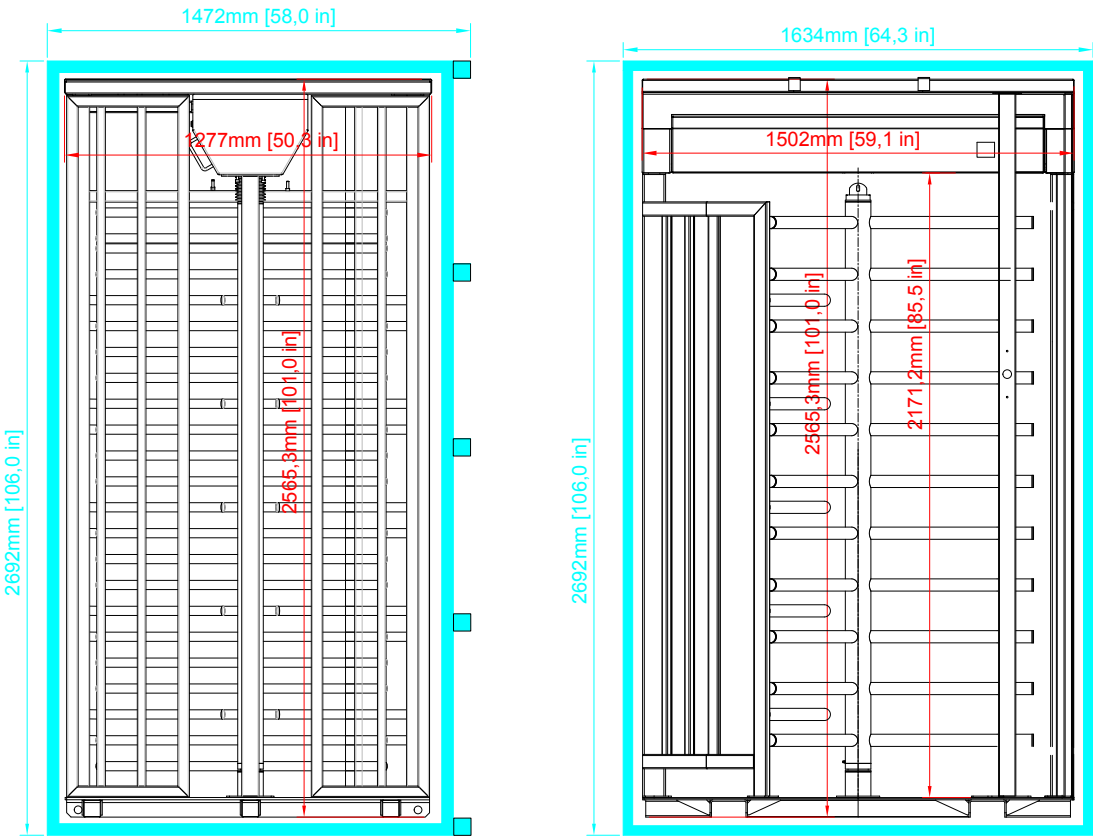 1472mm [58,0 in]
1634mm [64,3 in]
1277mm [50,3 in]
1502mm [59,1 in]
2565,3mm [101,0 in]
2692mm [106,0 in]
2565,3mm [101,0 in]
2171,2mm [85,5 in]
2692mm [106,0 in]